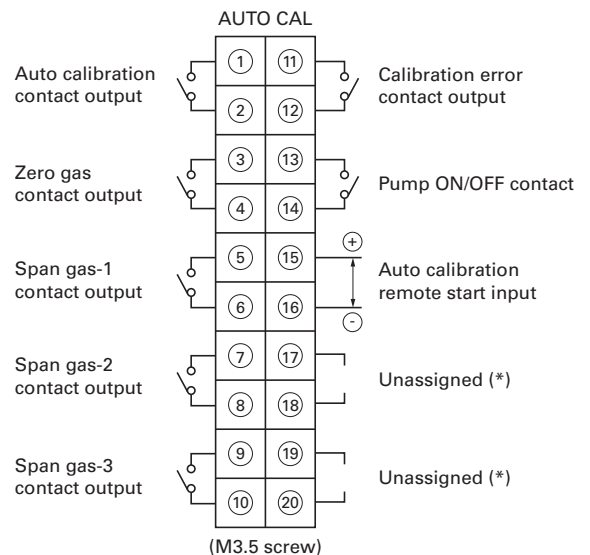 AUTO CAL
Auto calibration
contact output
1
2
11
12
Calibration error
contact output
Zero gas
contact output
3
4
13
14
Pump ON/OFF contact
Span gas-1
contact output
5
6
15
16
+
-
Auto calibration
remote start input
Span gas-2
contact output
7
8
17
18
Unassigned (*)
Span gas-3
contact output
9
10
19
20
Unassigned (*)
(M3.5 screw)